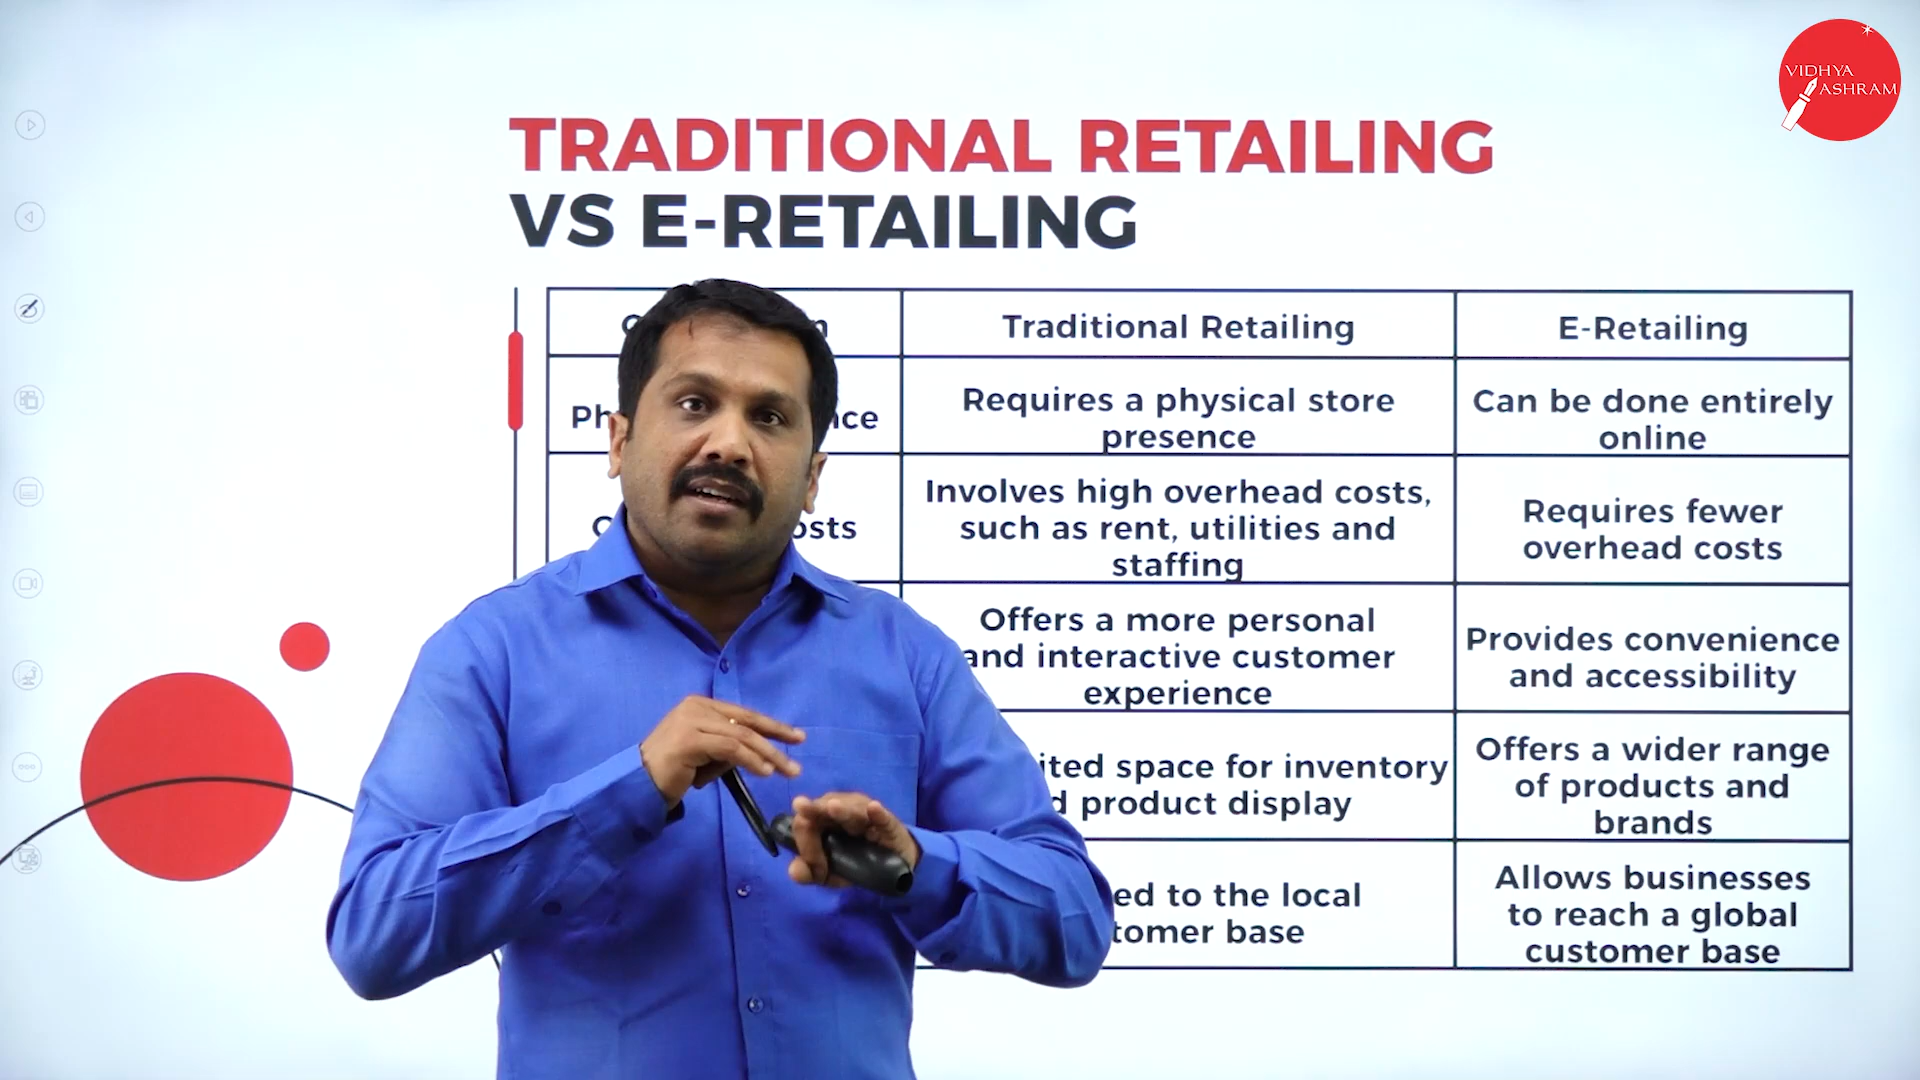 VIDHYA
ASHRAM
TRADITIONAL RETAILING
VS E-RETAILING
Traditional Retailing
E-Retailing
Requires a physical store
presence
Can be done entirely
online
Involves high overhead costs,
such as rent, utilities and
staffing
Requires fewer
overhead costs
Offers a more personal
and interactive customer
experience
Provides convenience
and accessibility
space for inventory
product display
Offers a wider range
of products and
brands
to the local
base
Allows businesses
to reach a global
customer base